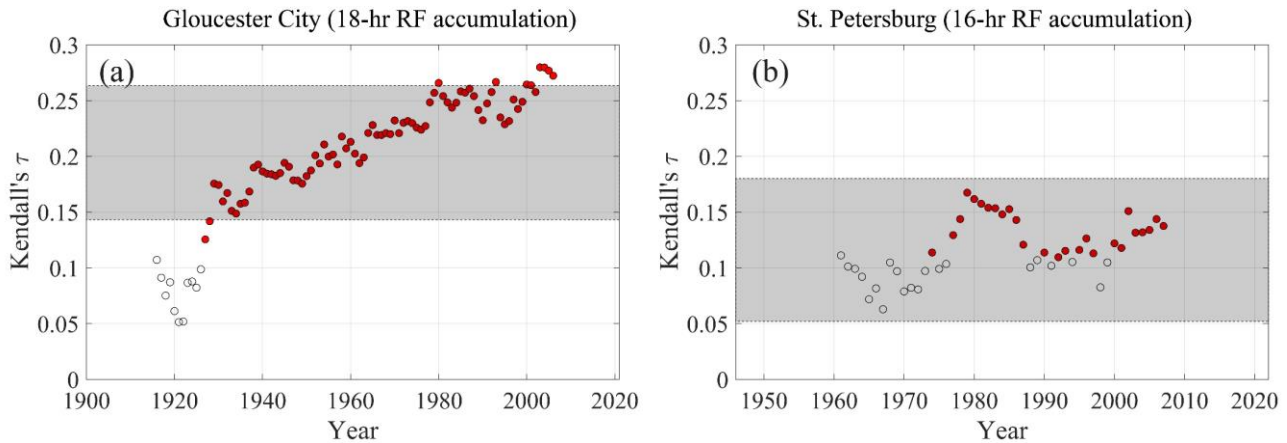 Gloucester City (18-hr RF accumulation)
(a)
Kendall's τ
0.3
0.25
0.2
0.15
0.1
0.05
0
1900 1920 1940 1960 1980 2000 2020
Year
St. Petersburg (16-hr RF accumulation)
(b)
Kendall's τ
0.3
0.25
0.2
0.15
0.1
0.05
0
1950 1960 1970 1980 1990 2000 2010 2020
Year